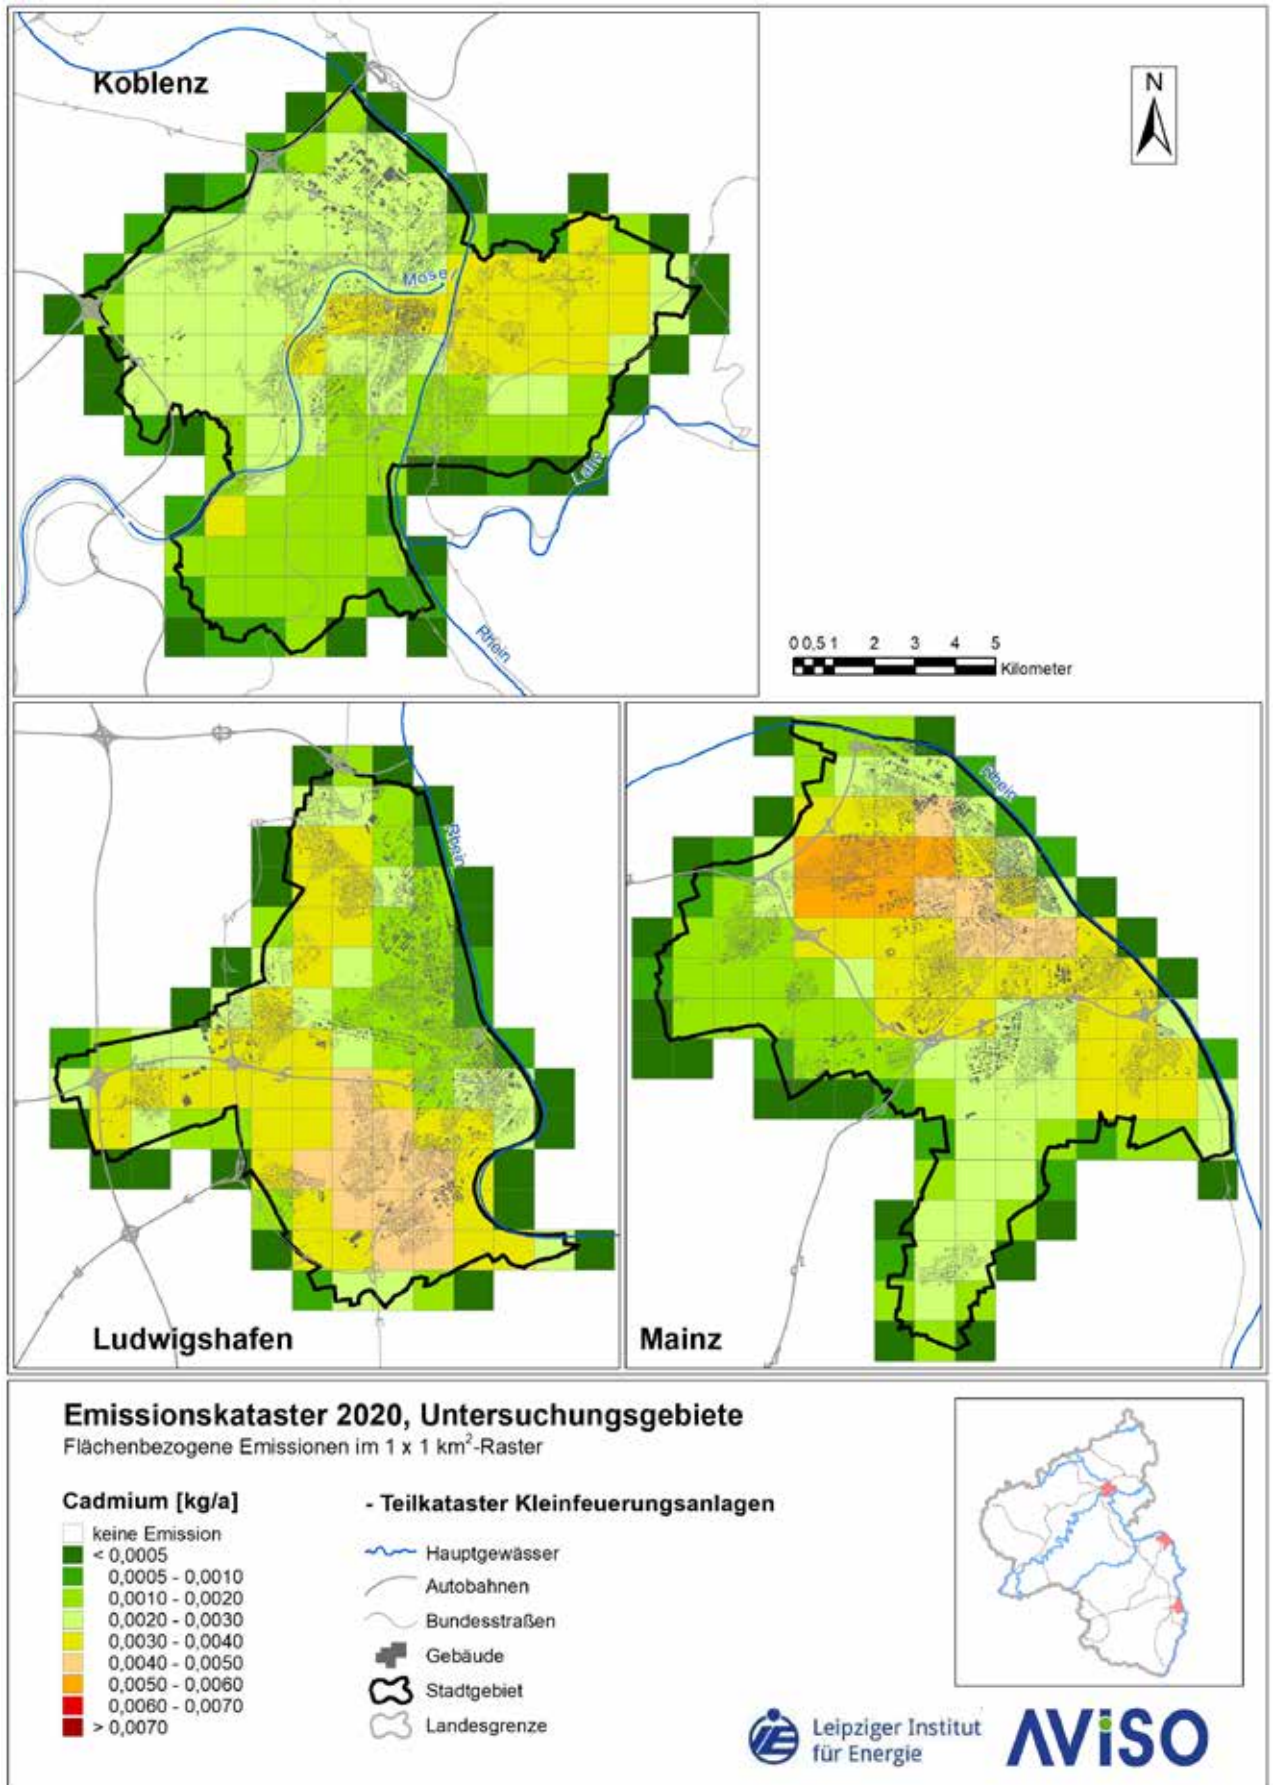 Koblenz
N
Mosel
Lahn
Rhein
0 0,5 1 2 3 4 5
Kilometer
Rhein
Ludwigshafen
Rhein
Mainz
Emissionskataster 2020, Untersuchungsgebiete
Flächenbezogene Emissionen im 1 x 1 km²-Raster
Cadmium [kg/a]
keine Emission
< 0,0005
0,0005 - 0,0010
0,0010 - 0,0020
0,0020 - 0,0030
0,0030 - 0,0040
0,0040 - 0,0050
0,0050 - 0,0060
0,0060 - 0,0070
> 0,0070
- Teilkataster Kleinfeuerungsanlagen
Hauptgewässer
Autobahnen
Bundesstraßen
Gebäude
Stadtgebiet
Landesgrenze
Leipziger Institut
für Energie
AViSO